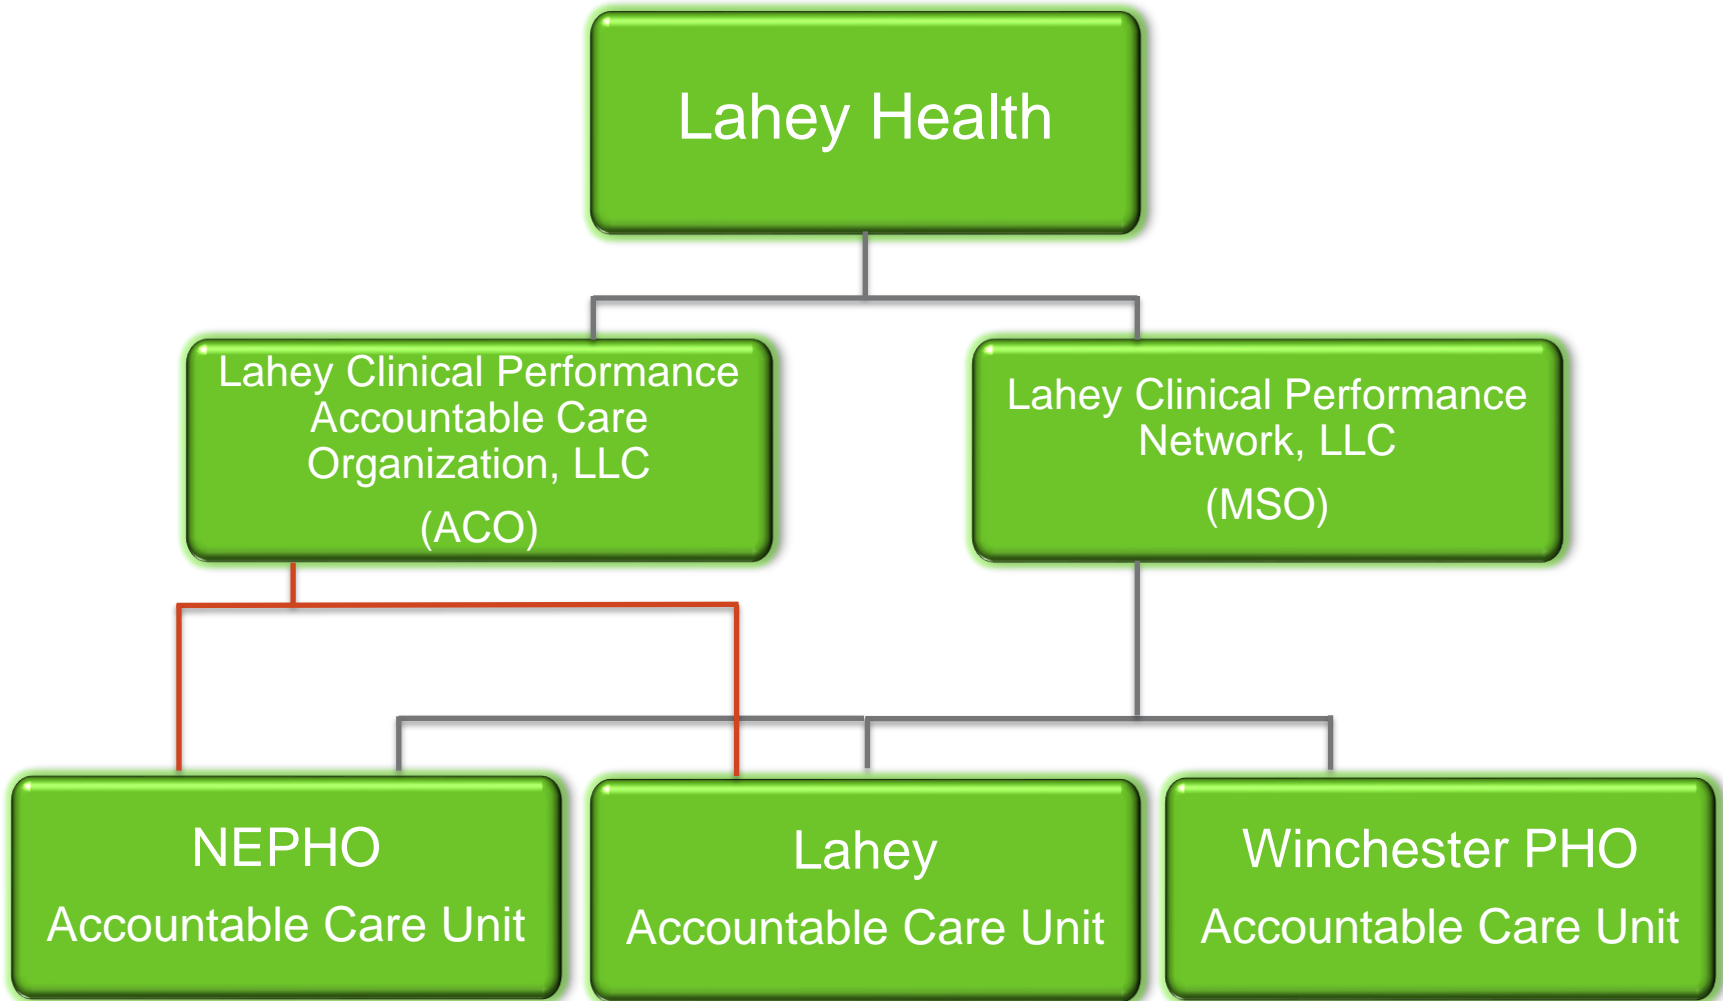 Lahey Health
Lahey Clinical Performance
Accountable Care
Organization, LLC
(ACO)
Lahey Clinical Performance
Network, LLC
(MSO)
NEPHO
Accountable Care Unit
Lahey
Accountable Care Unit
Winchester PHO
Accountable Care Unit